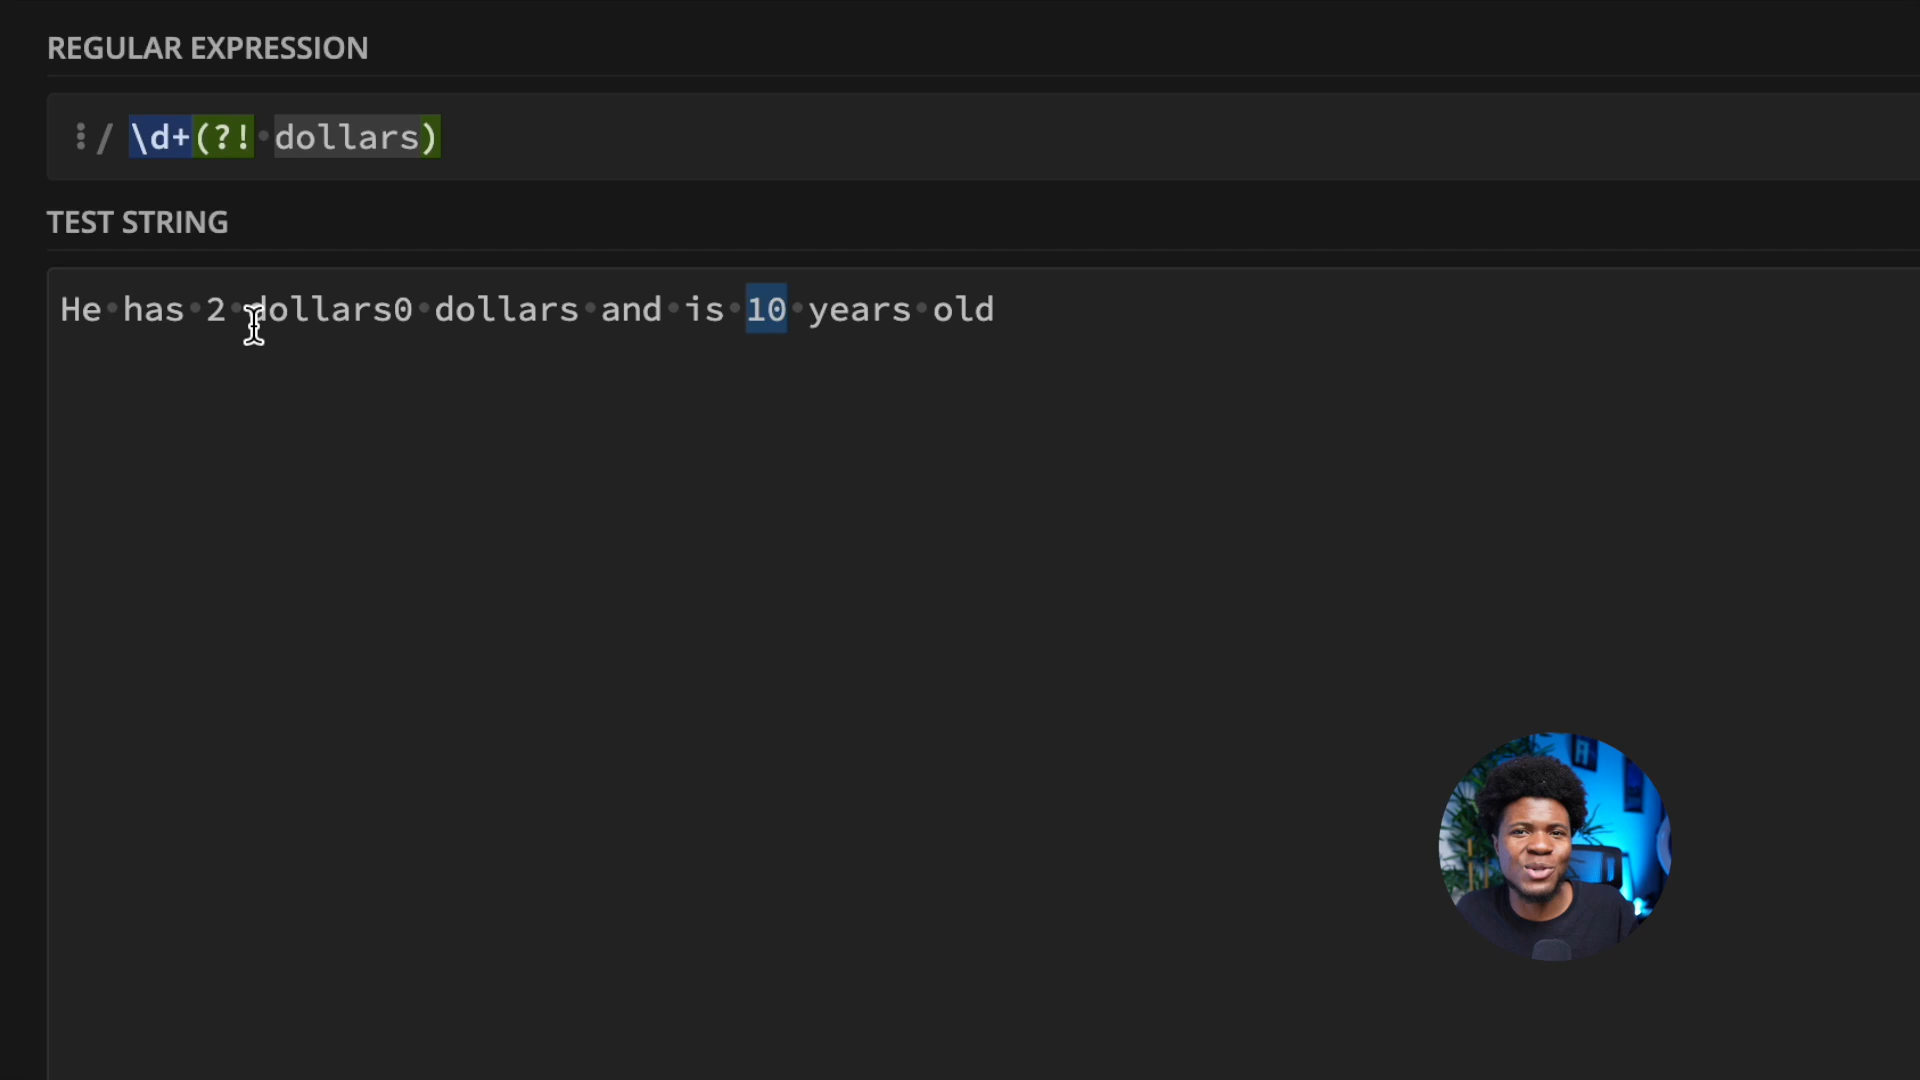 REGULAR EXPRESSION
/ \d+(?! dollars)
TEST STRING
He has 2 dollars0 dollars and is 10 years old